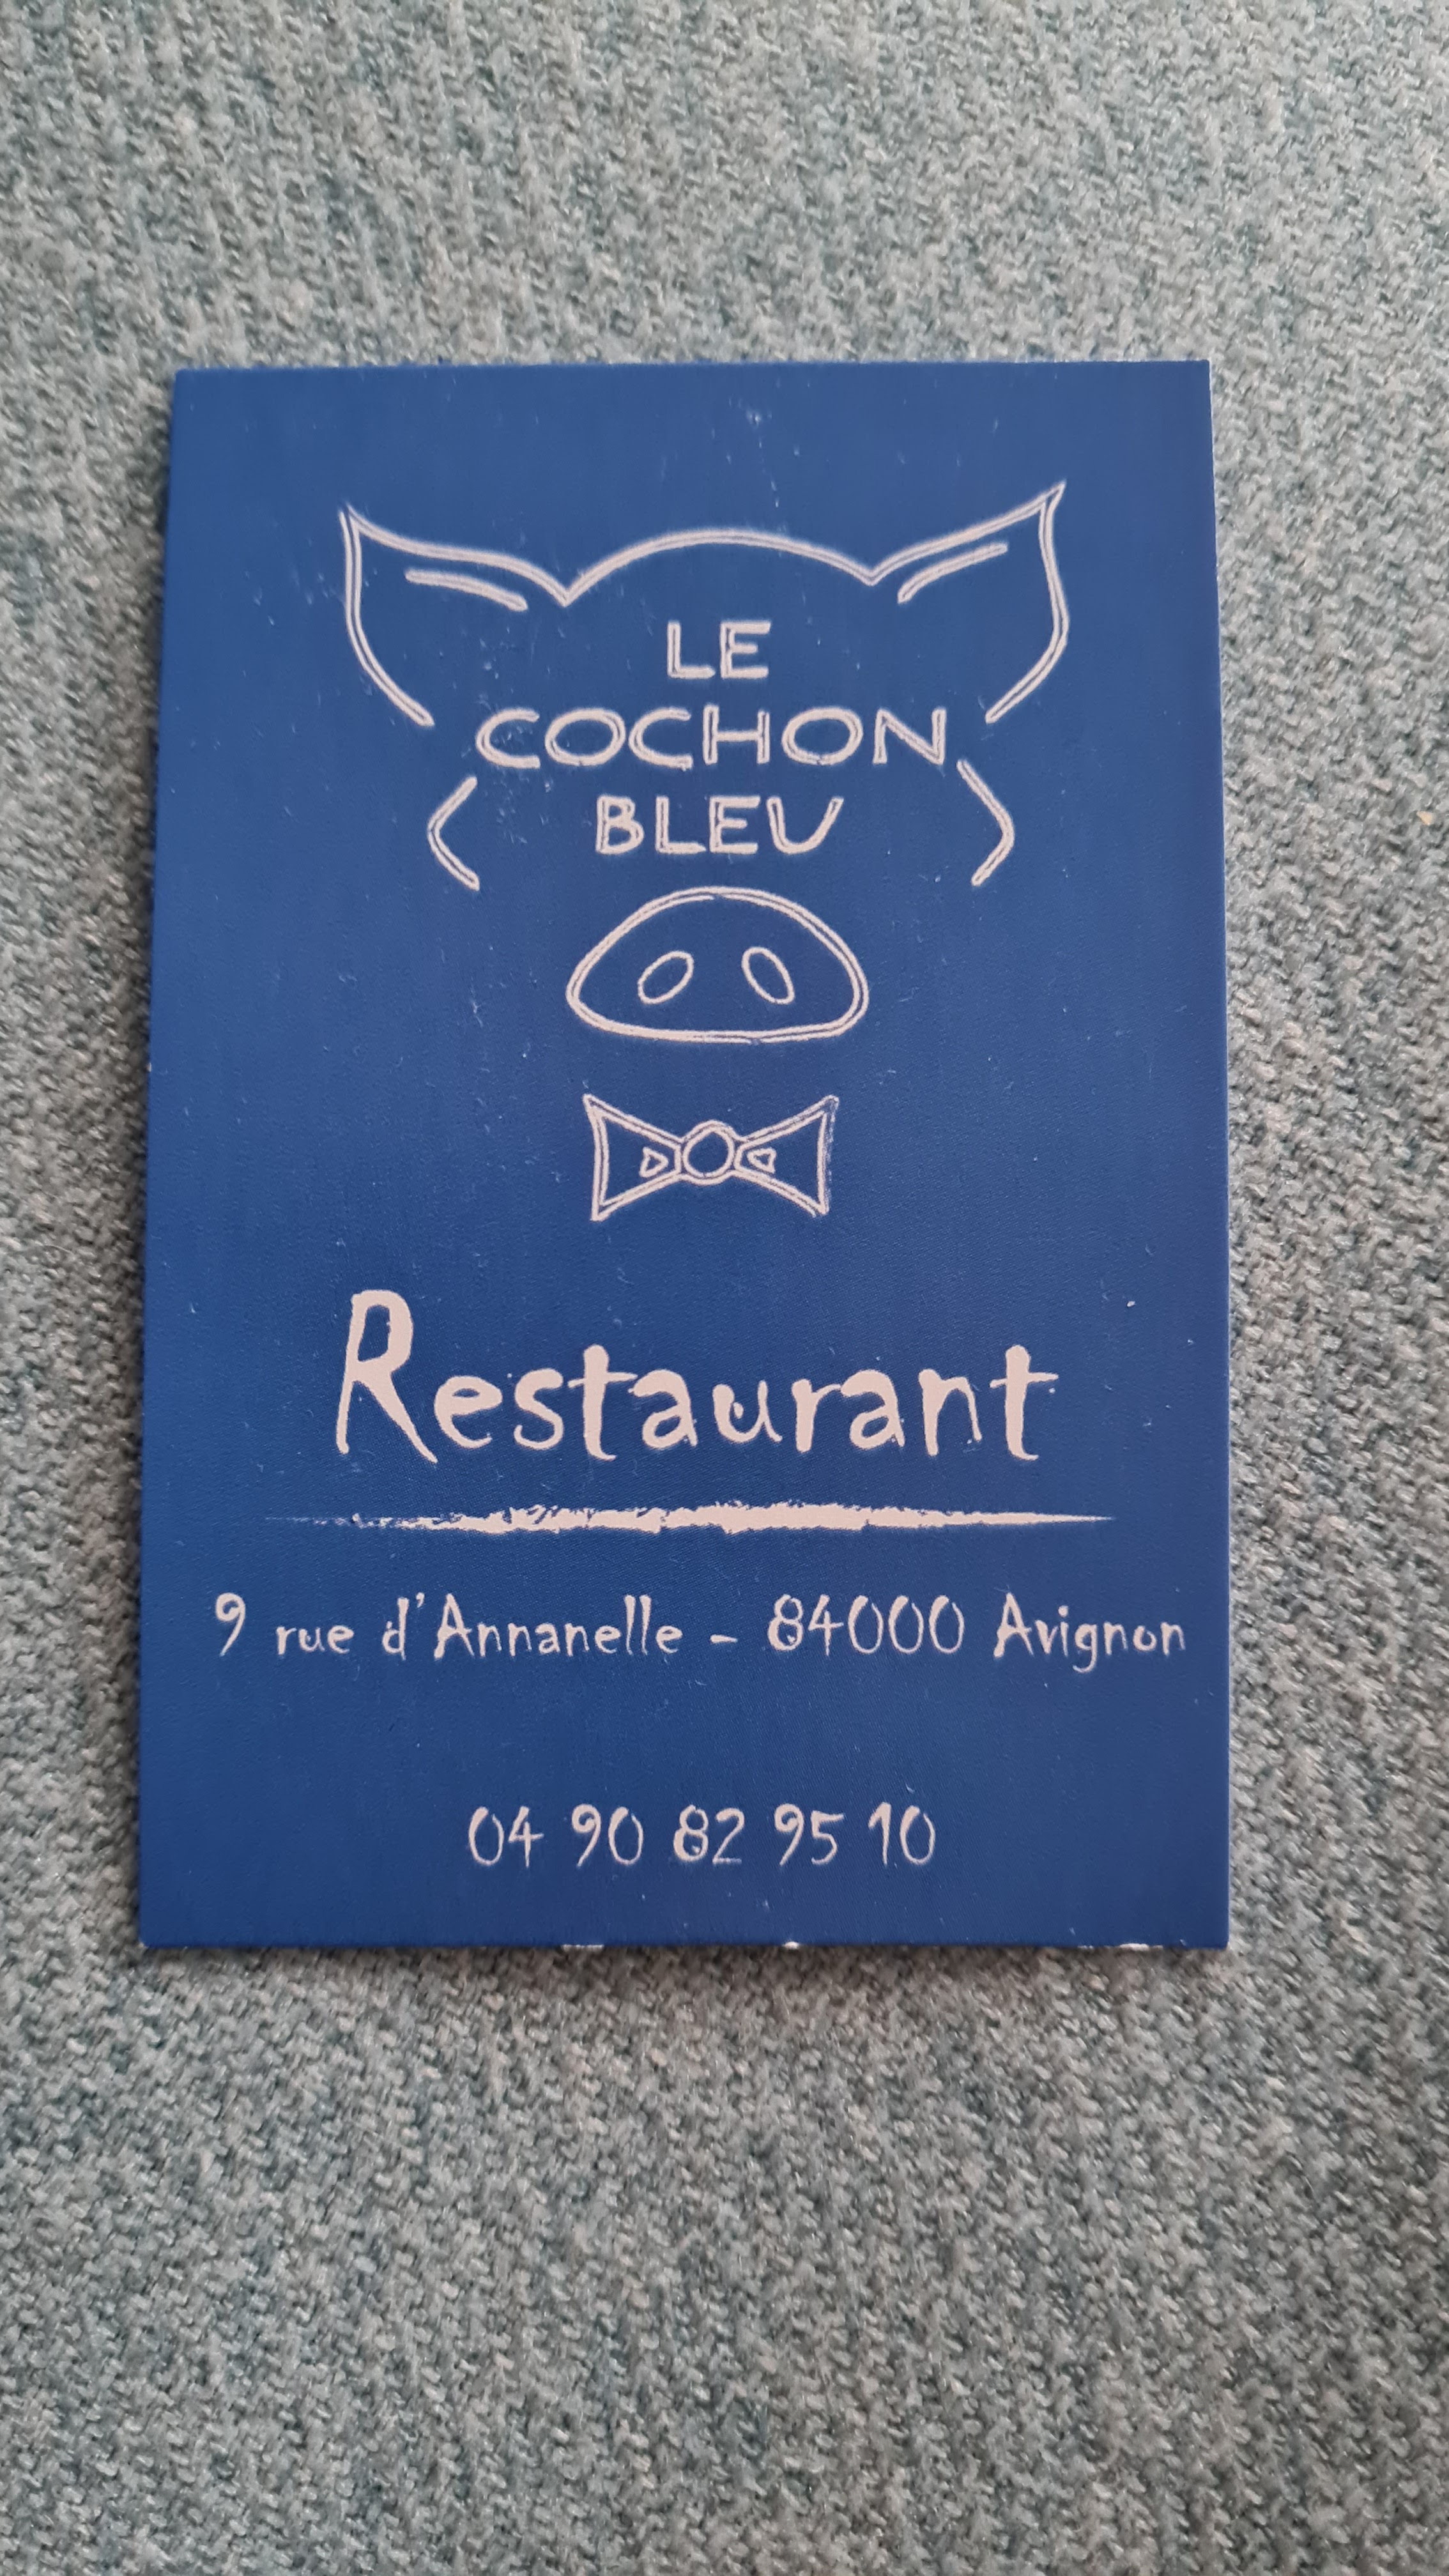 LE
COCHON
BLEU
Restaurant
9 rue d'Annanelle - 84000 Avignon
04 90 82 95 10